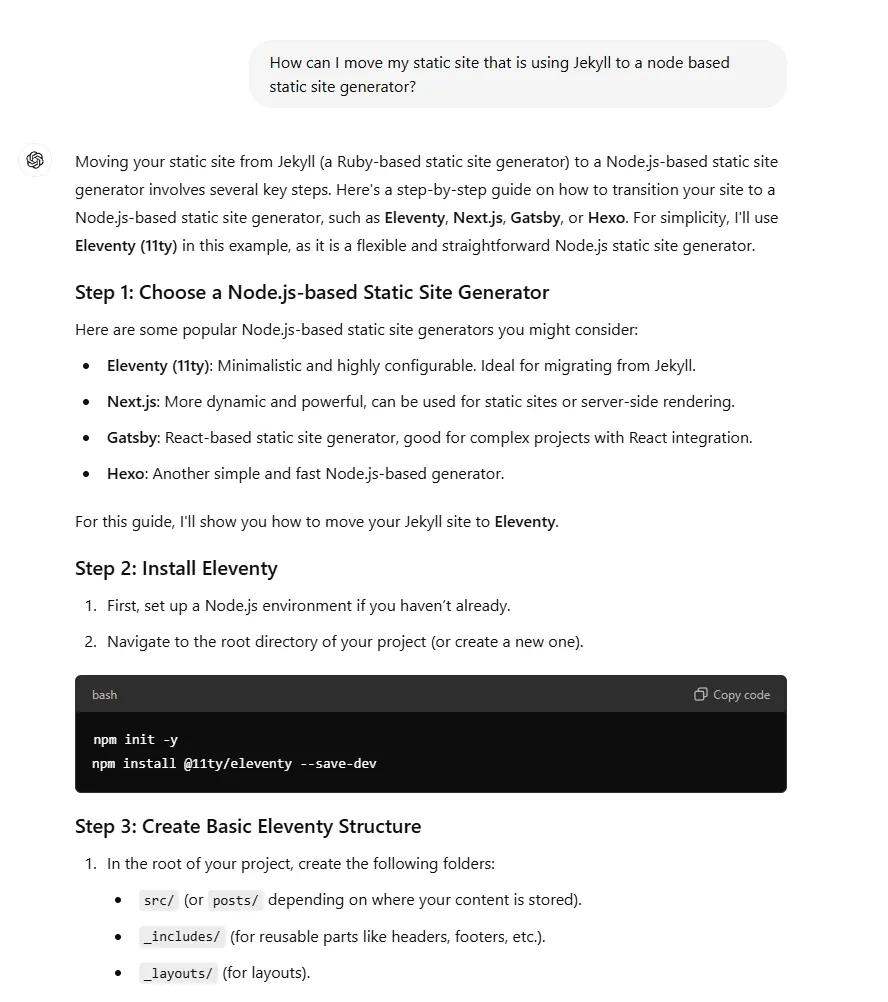 How can I move my static site that is using Jekyll to a node based
static site generator?
Moving your static site from Jekyll (a Ruby-based static site generator) to a Node.js-based static site
generator involves several key steps. Here's a step-by-step guide on how to transition your site to a
Node.js-based static site generator, such as Eleventy, Next.js, Gatsby, or Hexo. For simplicity, I'll use
Eleventy (11ty) in this example, as it is a flexible and straightforward Node.js static site generator.
Step 1: Choose a Node.js-based Static Site Generator
Here are some popular Node.js-based static site generators you might consider:
• Eleventy (11ty): Minimalistic and highly configurable. Ideal for migrating from Jekyll.
• Next.js: More dynamic and powerful, can be used for static sites or server-side rendering.
• Gatsby: React-based static site generator, good for complex projects with React integration.
• Hexo: Another simple and fast Node.js-based generator.
For this guide, I'll show you how to move your Jekyll site to Eleventy.
Step 2: Install Eleventy
1. First, set up a Node.js environment if you haven’t already.
2. Navigate to the root directory of your project (or create a new one).
bash Copy code
npm init -y
npm install @11ty/eleventy --save-dev
Step 3: Create Basic Eleventy Structure
1. In the root of your project, create the following folders:
• src/ (or posts/ depending on where your content is stored).
• _includes/ (for reusable parts like headers, footers, etc.).
• _layouts/ (for layouts).